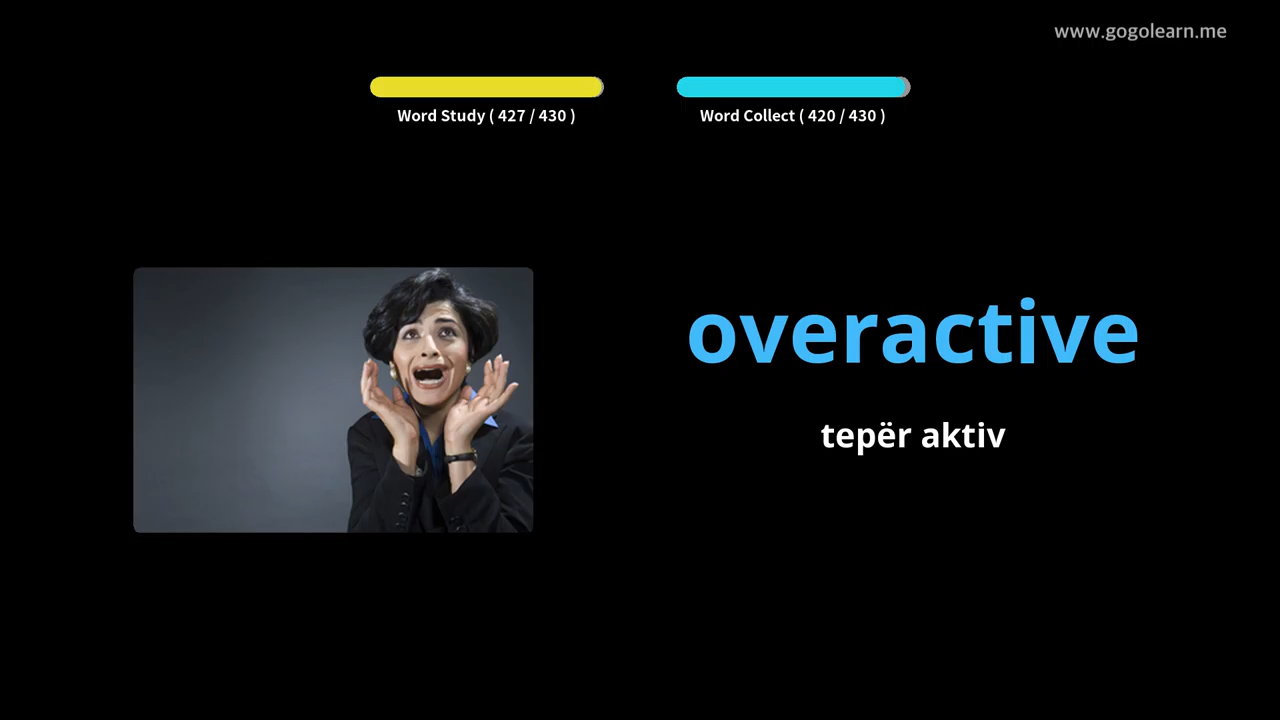 www.gogolearn.me
Word Study ( 427 / 430 )
Word Collect ( 420 / 430 )
overactive
tepër aktiv